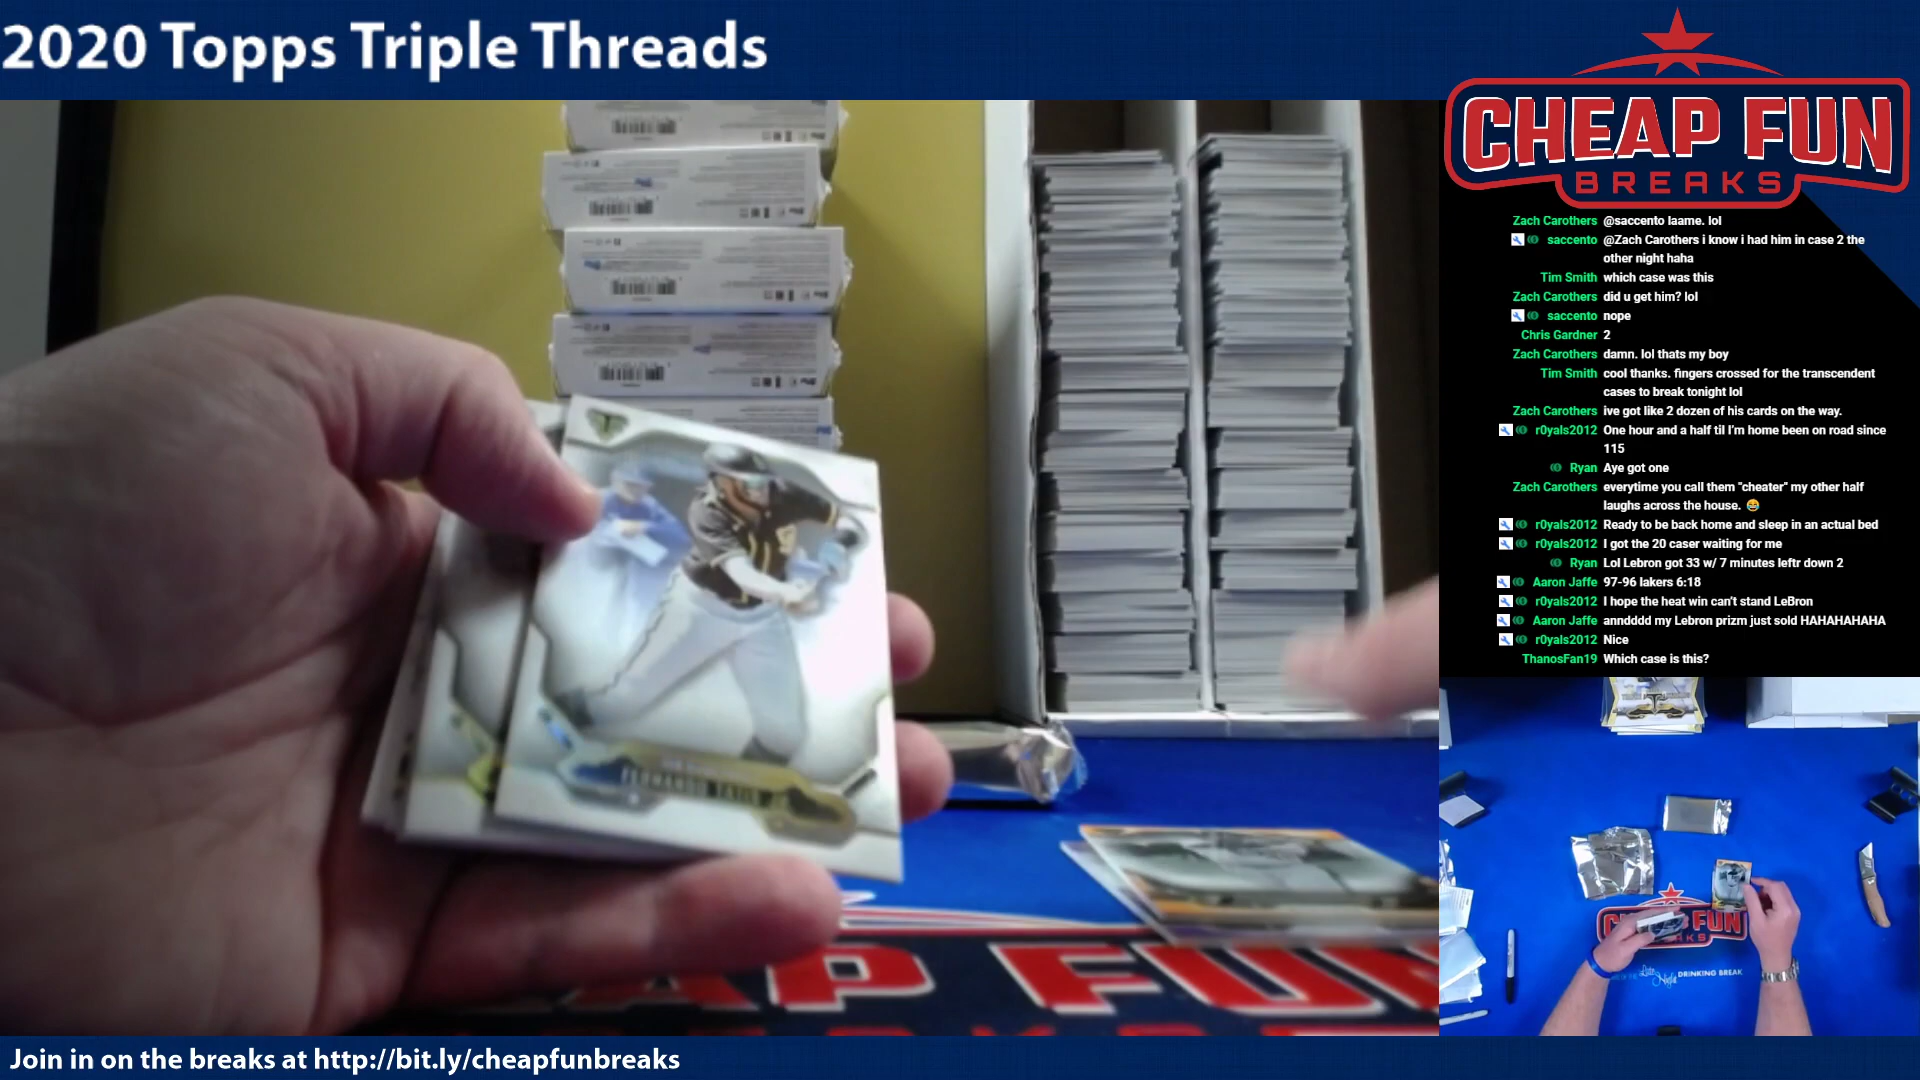 2020 Topps Triple Threads
CHEAP FUN
BREAKS
Zach Carothers @saccento laame. lol
saccento @Zach Carothers i know i had him in case 2 the
other night haha
Tim Smith which case was this
Zach Carothers did u get him? lol
saccento nope
Chris Gardner 2
Zach Carothers damn. lol thats my boy
Tim Smith cool thanks. fingers crossed for the transcendent
cases to break tonight lol
Zach Carothers ive got like 2 dozen of his cards on the way.
r0yals2012 One hour and a half til I'm home been on road since
115
Ryan Aye got one
Zach Carothers everytime you call them "cheater" my other half
laughs across the house. 😂
r0yals2012 Ready to be back home and sleep in an actual bed
r0yals2012 I got the 20 caser waiting for me
Ryan Lol Lebron got 33 w/ 7 minutes leftr down 2
Aaron Jaffe 97-96 lakers 6:18
r0yals2012 I hope the heat win can't stand LeBron
Aaron Jaffe anndddd my Lebron prizm just sold HAHAHAHAHA
r0yals2012 Nice
ThanosFan19 Which case is this?
FERNANDO TATIS
AP FU
FUN
DRINKING BREAK
Join in on the breaks at http://bit.ly/cheapfunbreaks